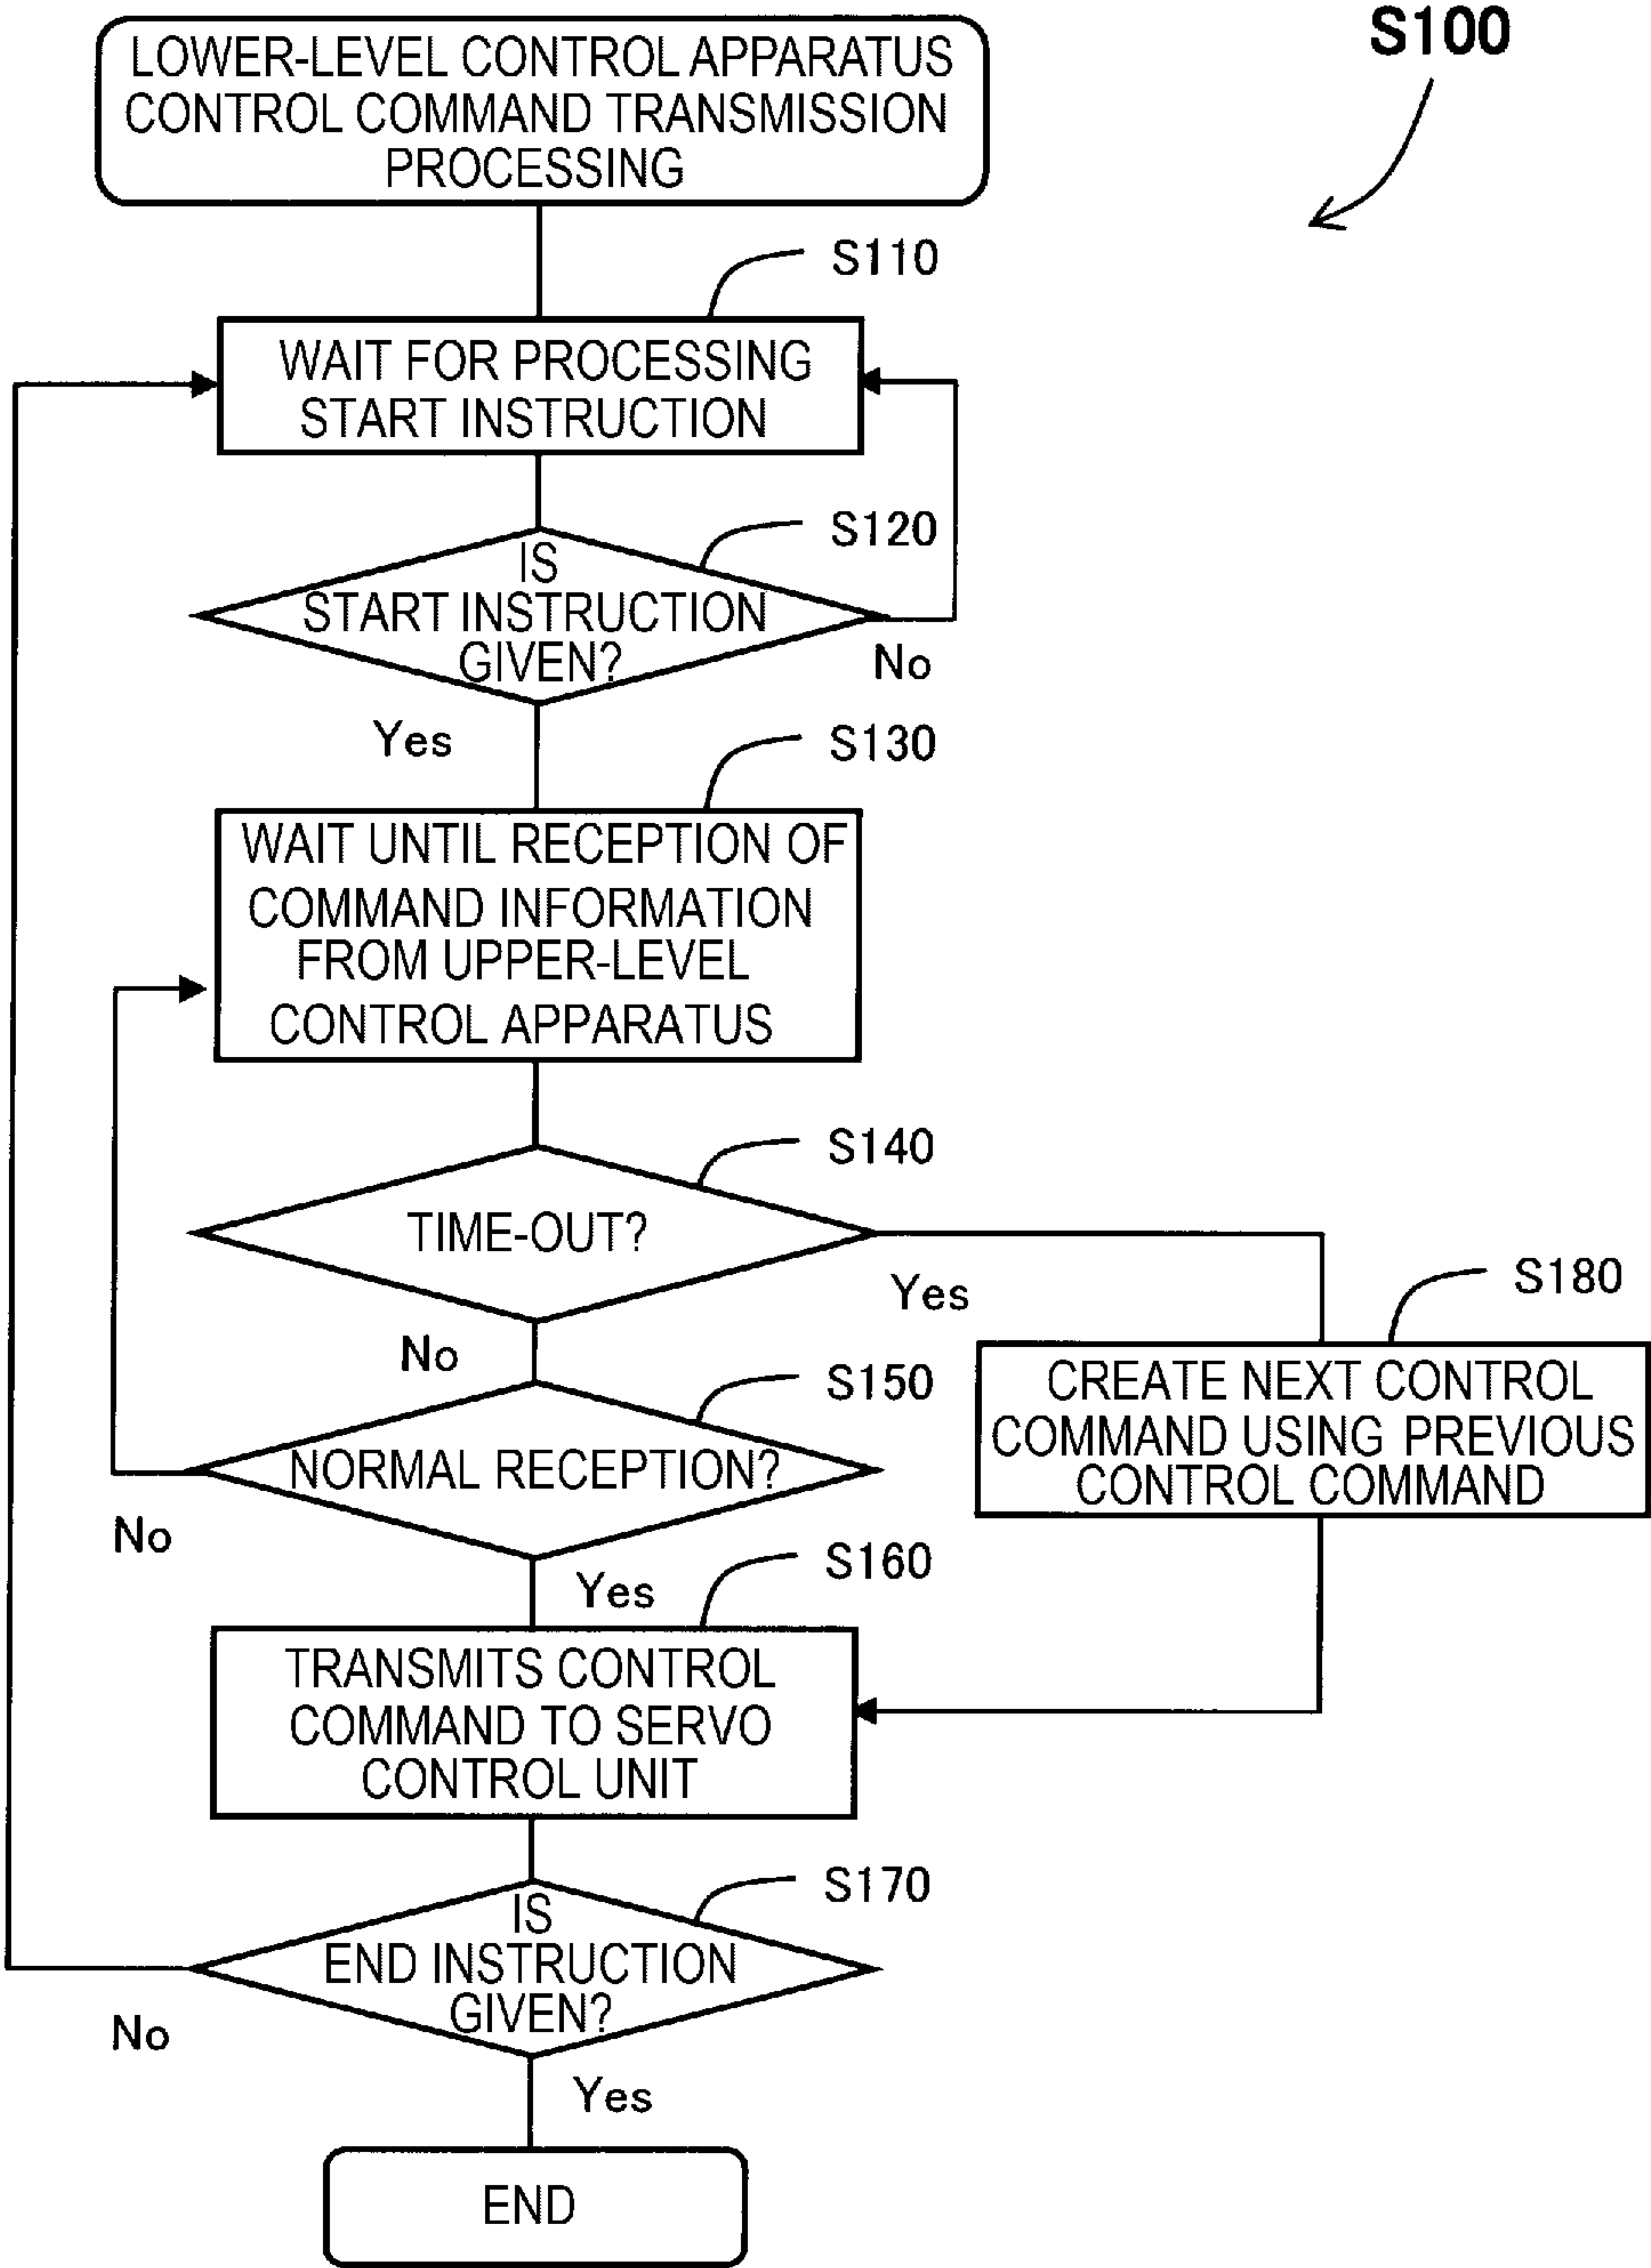 S100
LOWER-LEVEL CONTROL APPARATUS
CONTROL COMMAND TRANSMISSION
PROCESSING
S110
WAIT FOR PROCESSING
START INSTRUCTION
S120
IS
START INSTRUCTION
GIVEN?
No
Yes
S130
WAIT UNTIL RECEPTION OF
COMMAND INFORMATION
FROM UPPER-LEVEL
CONTROL APPARATUS
S140
TIME-OUT?
Yes
No
S180
CREATE NEXT CONTROL
COMMAND USING PREVIOUS
CONTROL COMMAND
S150
NORMAL RECEPTION?
No
Yes
S160
TRANSMITS CONTROL
COMMAND TO SERVO
CONTROL UNIT
S170
IS
END INSTRUCTION
GIVEN?
No
Yes
END